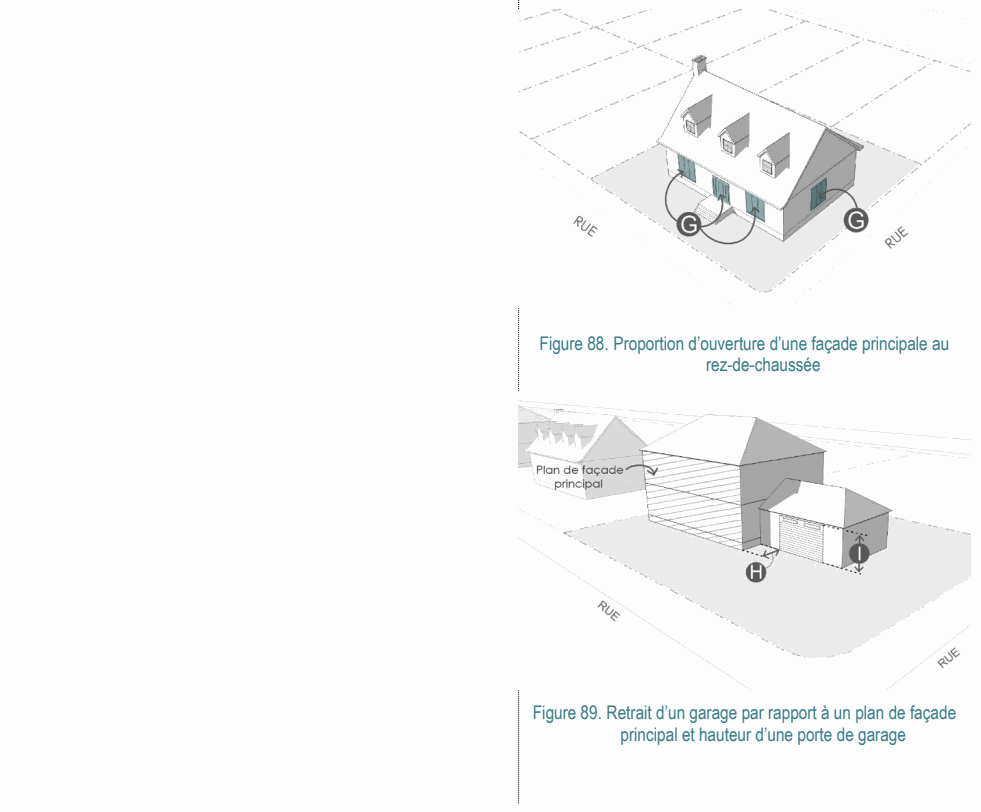 G
G
RUE
RUE
Figure 88. Proportion d’ouverture d’une façade principale au
rez-de-chaussée
Plan de façade
principal
I
H
RUE
RUE
Figure 89. Retrait d’un garage par rapport à un plan de façade
principal et hauteur d’une porte de garage